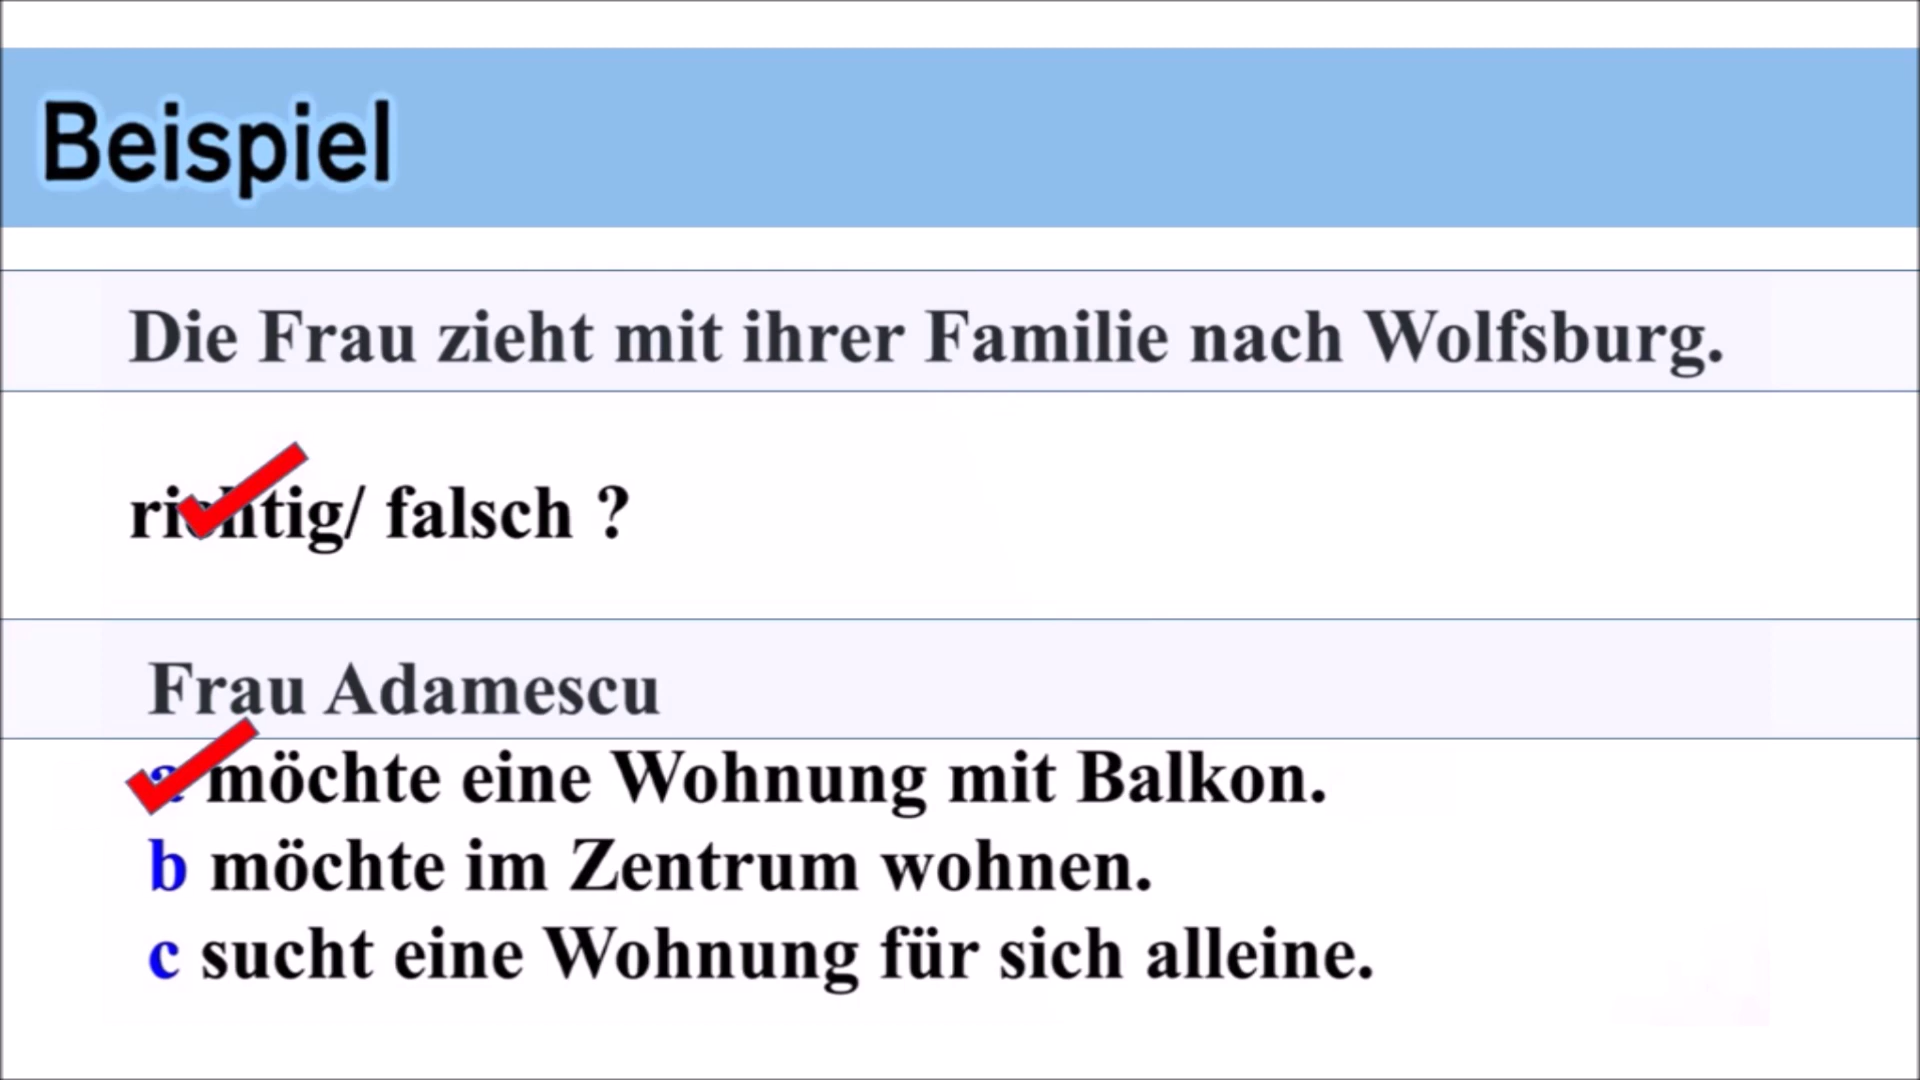 Beispiel
Die Frau zieht mit ihrer Familie nach Wolfsburg.
richtig/ falsch ?
Frau Adamescu
a möchte eine Wohnung mit Balkon.
b möchte im Zentrum wohnen.
c sucht eine Wohnung für sich alleine.